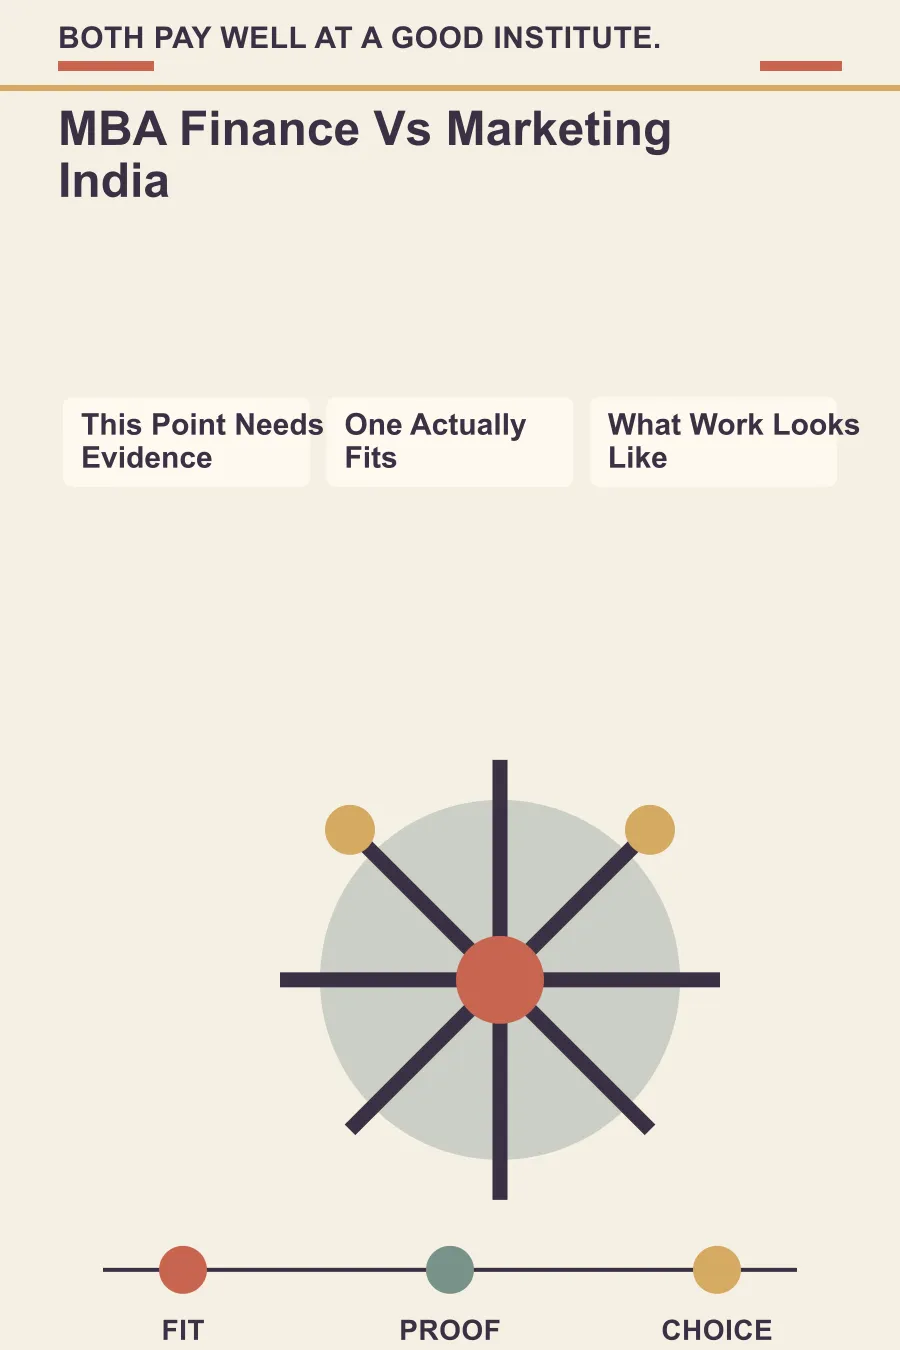 BOTH PAY WELL AT A GOOD INSTITUTE.
MBA Finance Vs Marketing
India
This Point Needs
Evidence
One Actually
Fits
What Work Looks
Like
FIT
PROOF
CHOICE